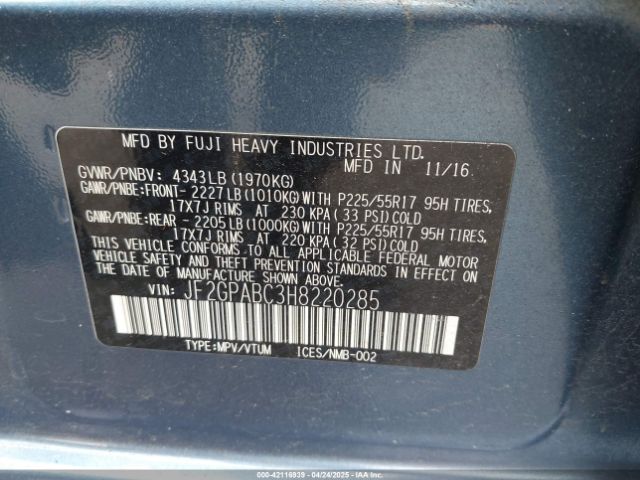 MFD BY FUJI HEAVY INDUSTRIES LTD.
MFD IN 11/16
GVWR/PNBV: 4343LB (1970KG)
GAWR/PNBE:FRONT- 2227LB (1010KG)WITH P225/55R17 95H TIRES,
17X7J RIMS AT 230 KPA (33 PSI)COLD
GAWR/PNBE:REAR - 2205LB (1000KG)WITH P225/55R17 95H TIRES,
17X7J RIMS AT 220 KPA (32 PSI)COLD
THIS VEHICLE CONFORMS TO ALL APPLICABLE FEDERAL MOTOR
VEHICLE SAFETY AND THEFT PREVENTION STANDARDS IN EFFECT
ON THE DATE OF MANUFACTURE SHOWN ABOVE.
VIN: JF2GPABC3H8220285
TYPE:MPV/VTUM ICES/NMB-002
000-42116939 - 04/24/2025 - IAAI.COM